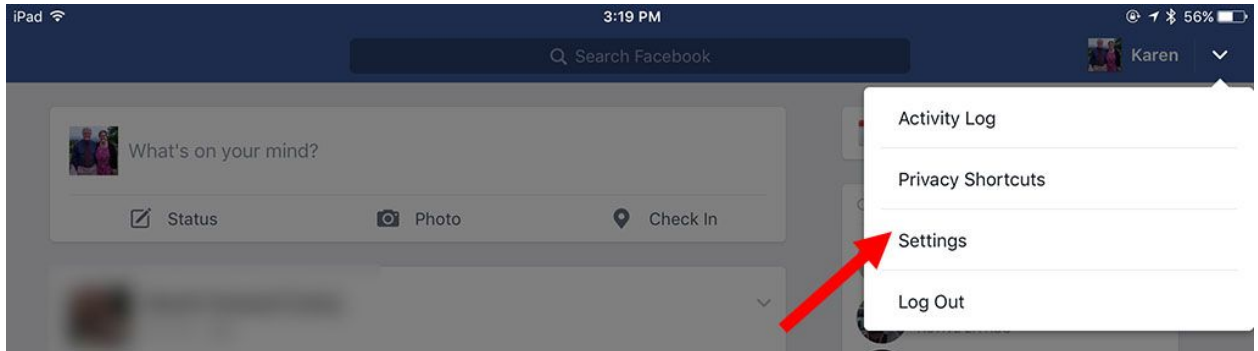 iPad 3:19 PM 56%
Search Facebook Karen
Activity Log
What's on your mind?
Privacy Shortcuts
Status Photo Check In
Settings
Log Out